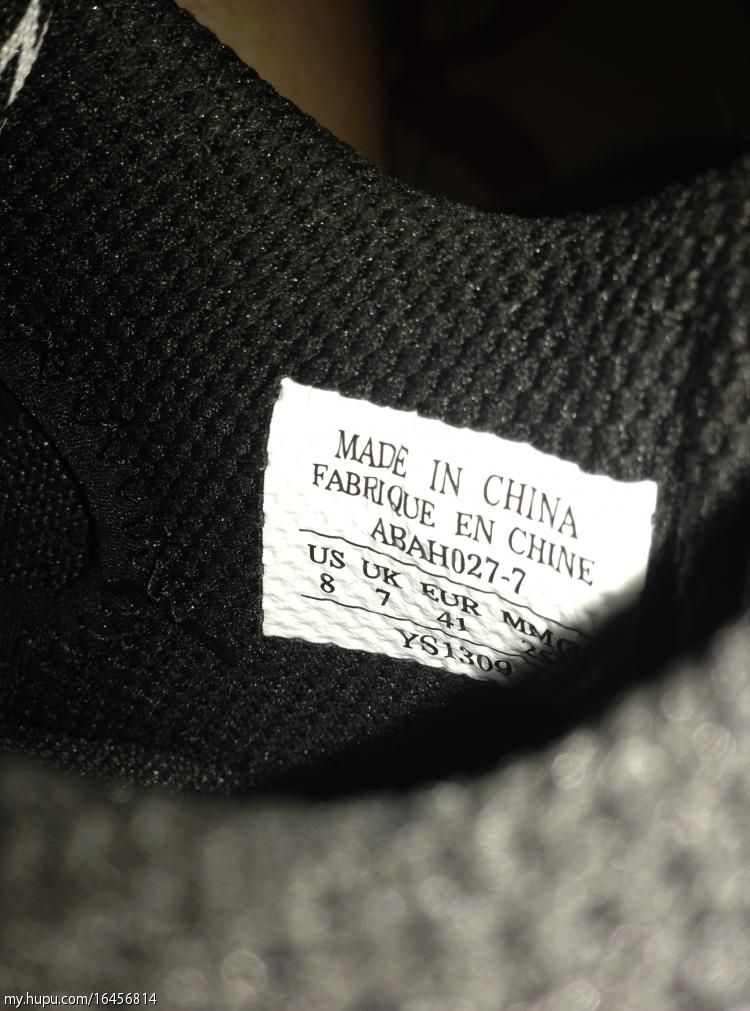 MADE IN CHINA
FABRIQUE EN CHINE
ABAH027-7
US UK EUR
8 7 41
YS1309
my.hupu.com/16456814